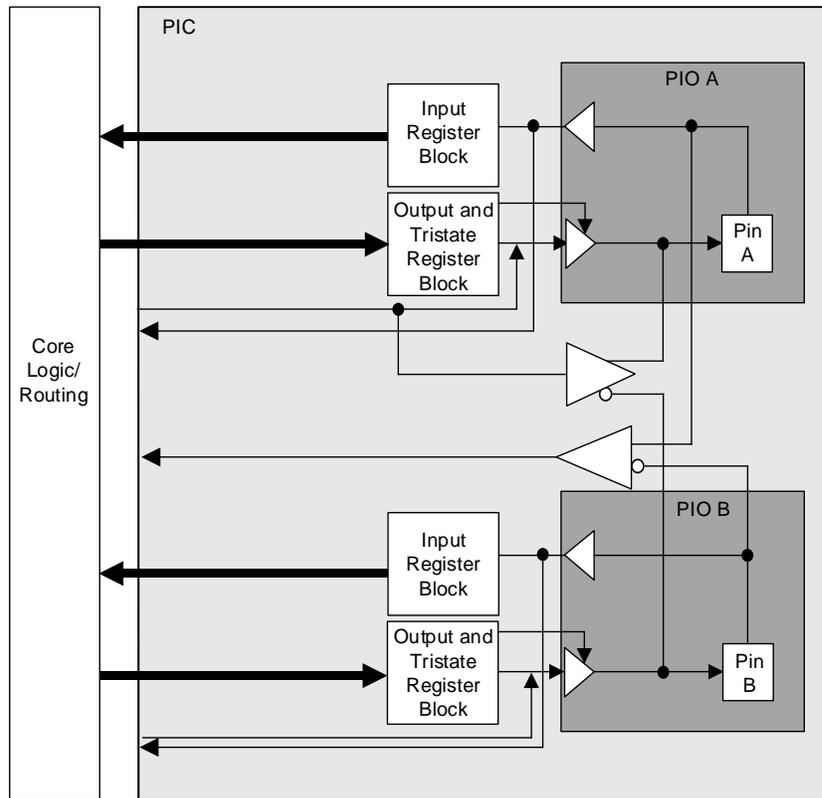 PIC
PIO A
Input
Register
Block
Output and
Tristate
Register
Block
Pin
A
Core
Logic/
Routing
PIO B
Input
Register
Block
Output and
Tristate
Register
Block
Pin
B